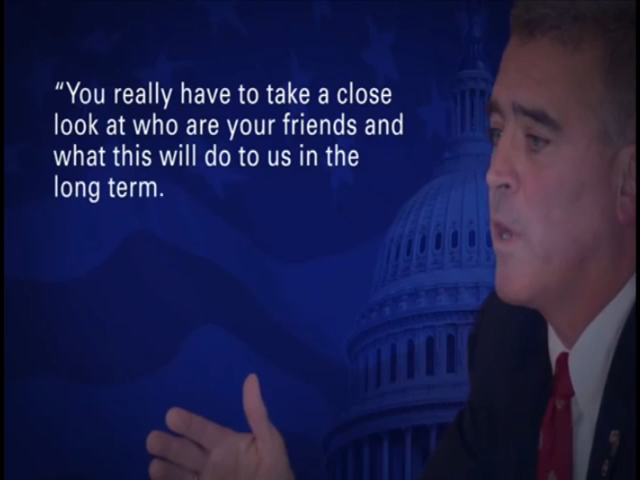 “You really have to take a close
look at who are your friends and
what this will do to us in the
long term.